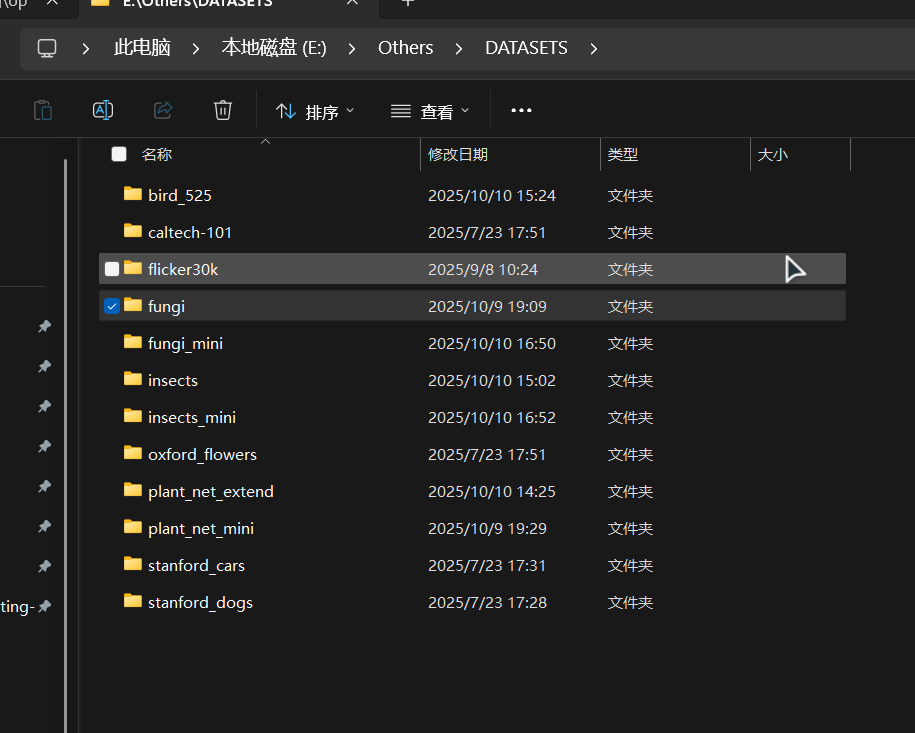 E:\Others\DATASETS
此电脑 本地磁盘 (E:) Others DATASETS
排序 查看
名称 修改日期 类型 大小
bird_525 2025/10/10 15:24 文件夹
caltech-101 2025/7/23 17:51 文件夹
flicker30k 2025/9/8 10:24 文件夹
fungi 2025/10/9 19:09 文件夹
fungi_mini 2025/10/10 16:50 文件夹
insects 2025/10/10 15:02 文件夹
insects_mini 2025/10/10 16:52 文件夹
oxford_flowers 2025/7/23 17:51 文件夹
plant_net_extend 2025/10/10 14:25 文件夹
plant_net_mini 2025/10/9 19:29 文件夹
stanford_cars 2025/7/23 17:31 文件夹
stanford_dogs 2025/7/23 17:28 文件夹
ting-